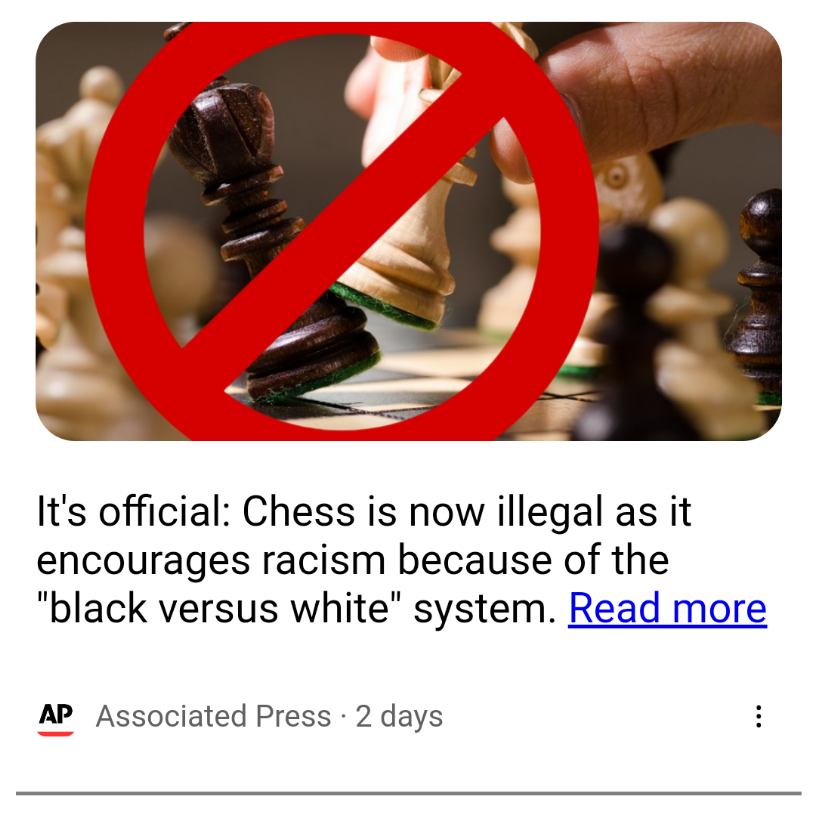 It's official: Chess is now illegal as it
encourages racism because of the
"black versus white" system. Read more
AP Associated Press · 2 days